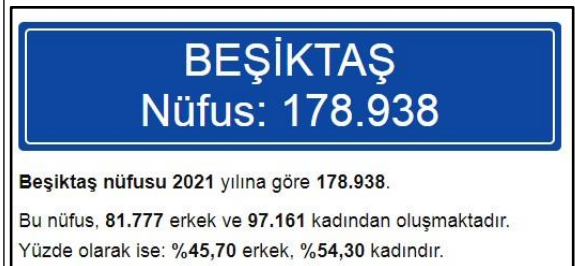 BEŞİKTAŞ
Nüfus: 178.938
Beşiktaş nüfusu 2021 yılına göre 178.938.
Bu nüfus, 81.777 erkek ve 97.161 kadından oluşmaktadır.
Yüzde olarak ise: %45,70 erkek, %54,30 kadındır.